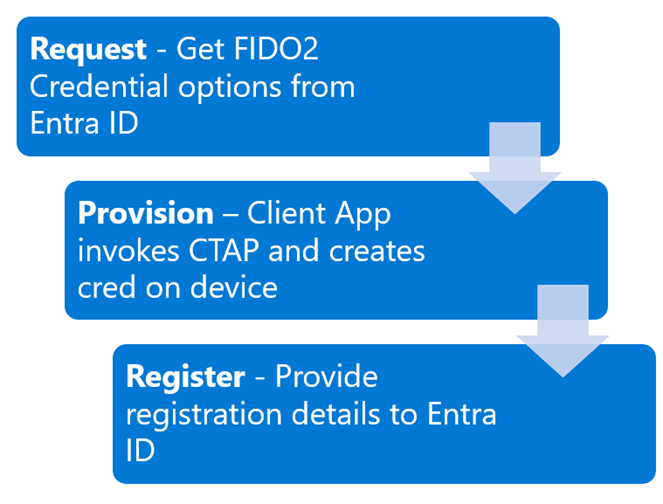 Request - Get FIDO2
Credential options from
Entra ID
Provision – Client App
invokes CTAP and creates
cred on device
Register - Provide
registration details to Entra
ID